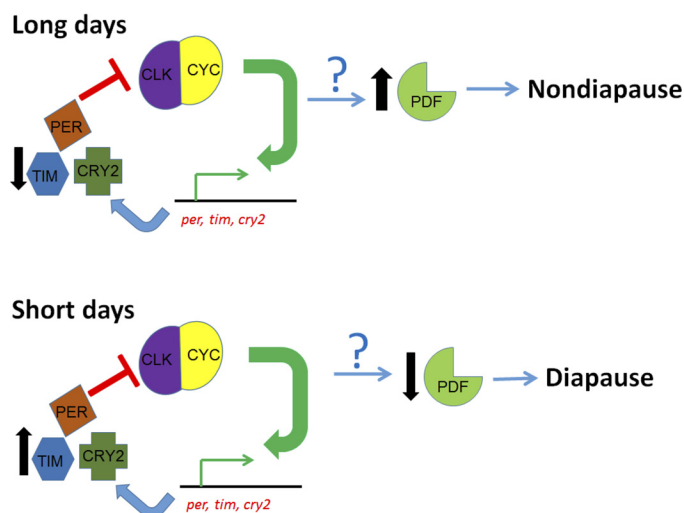 Long days
CLK
CYC
?
PDF
Nondiapause
PER
TIM
CRY2
per, tim, cry2
Short days
CLK
CYC
?
PDF
Diapause
PER
TIM
CRY2
per, tim, cry2